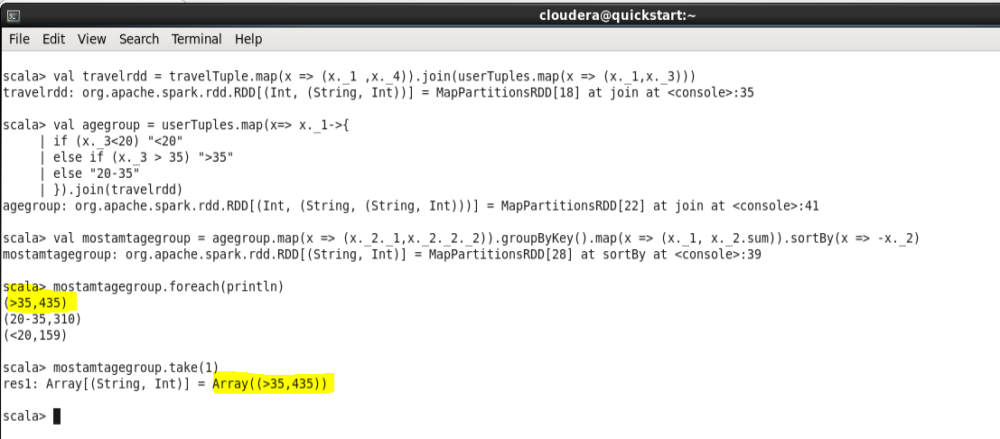 cloudera@quickstart:~
File Edit View Search Terminal Help
scala> val travelrdd = travelTuple.map(x => (x._1 ,x._4)).join(userTuples.map(x => (x._1,x._3)))
travelrdd: org.apache.spark.rdd.RDD[(Int, (String, Int))] = MapPartitionsRDD[18] at join at <console>:35
scala> val agegroup = userTuples.map(x=> x._1->{
| if (x._3<20) "<20"
| else if (x._3 > 35) ">35"
| else "20-35"
| }).join(travelrdd)
agegroup: org.apache.spark.rdd.RDD[(Int, (String, (String, Int)))] = MapPartitionsRDD[22] at join at <console>:41
scala> val mostamtagegroup = agegroup.map(x => (x._2._1,x._2._2._2)).groupByKey().map(x => (x._1, x._2.sum)).sortBy(x => -x._2)
mostamtagegroup: org.apache.spark.rdd.RDD[(String, Int)] = MapPartitionsRDD[28] at sortBy at <console>:39
scala> mostamtagegroup.foreach(println)
(>35,435)
(20-35,310)
(<20,159)
scala> mostamtagegroup.take(1)
res1: Array[(String, Int)] = Array((>35,435))
scala>